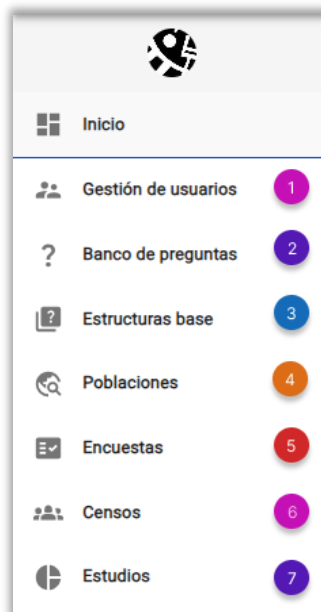 Inicio
Gestión de usuarios 1
? Banco de preguntas 2
? Estructuras base 3
Poblaciones 4
Encuestas 5
Censos 6
Estudios 7